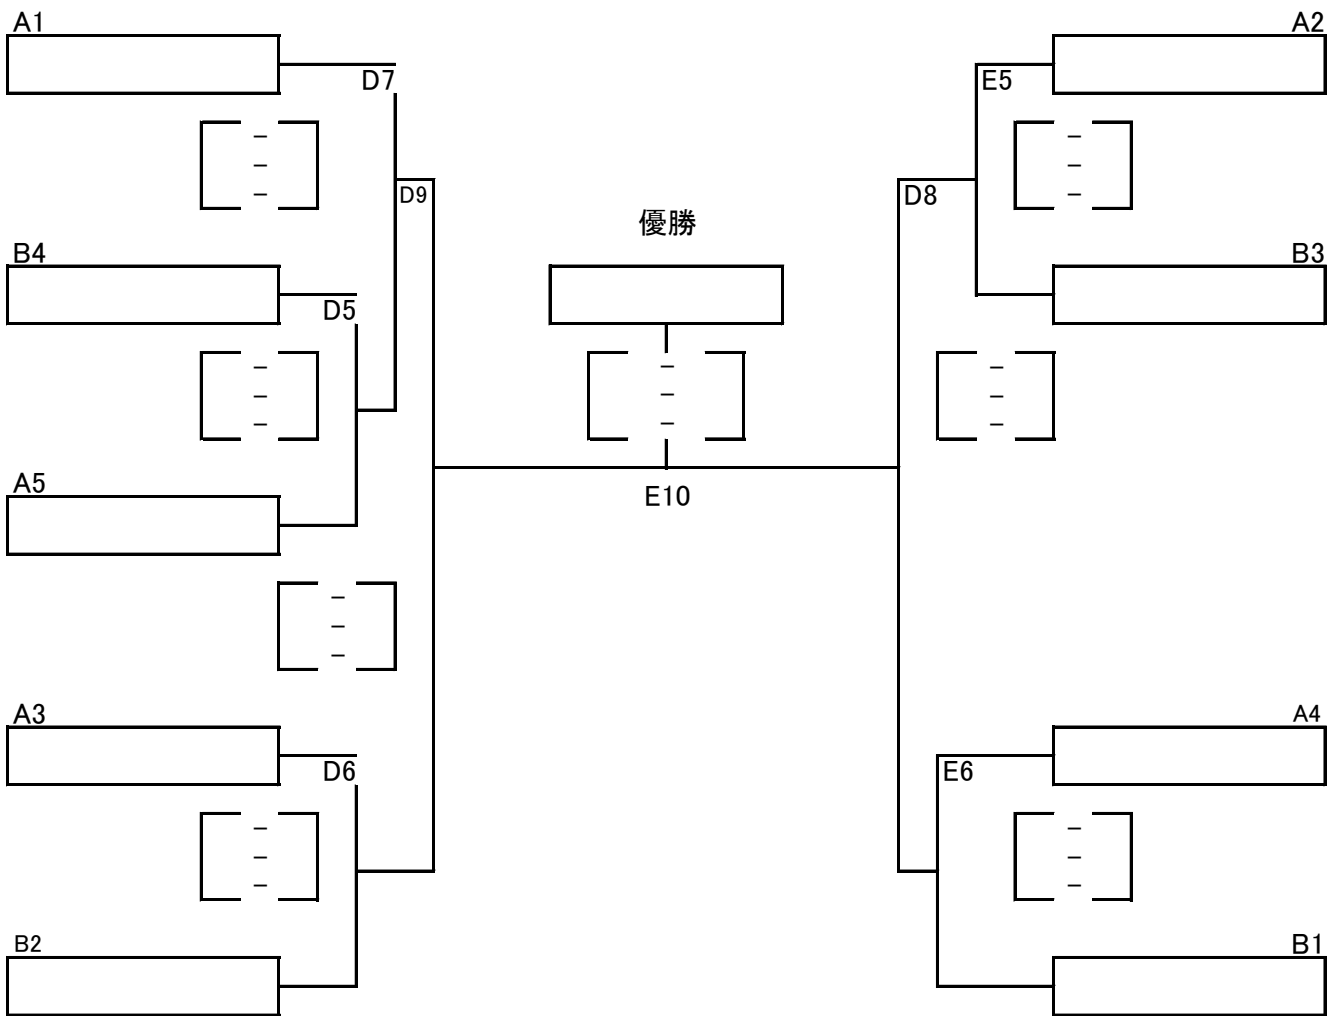 A1
A2
D7
E5
–
–
–
–
–
–
D9
D8
優勝
B4
B3
D5
–
–
–
–
–
–
–
–
–
–
–
–
A5
E10
–
–
–
A3
A4
D6
E6
–
–
–
–
–
–
B2
B1